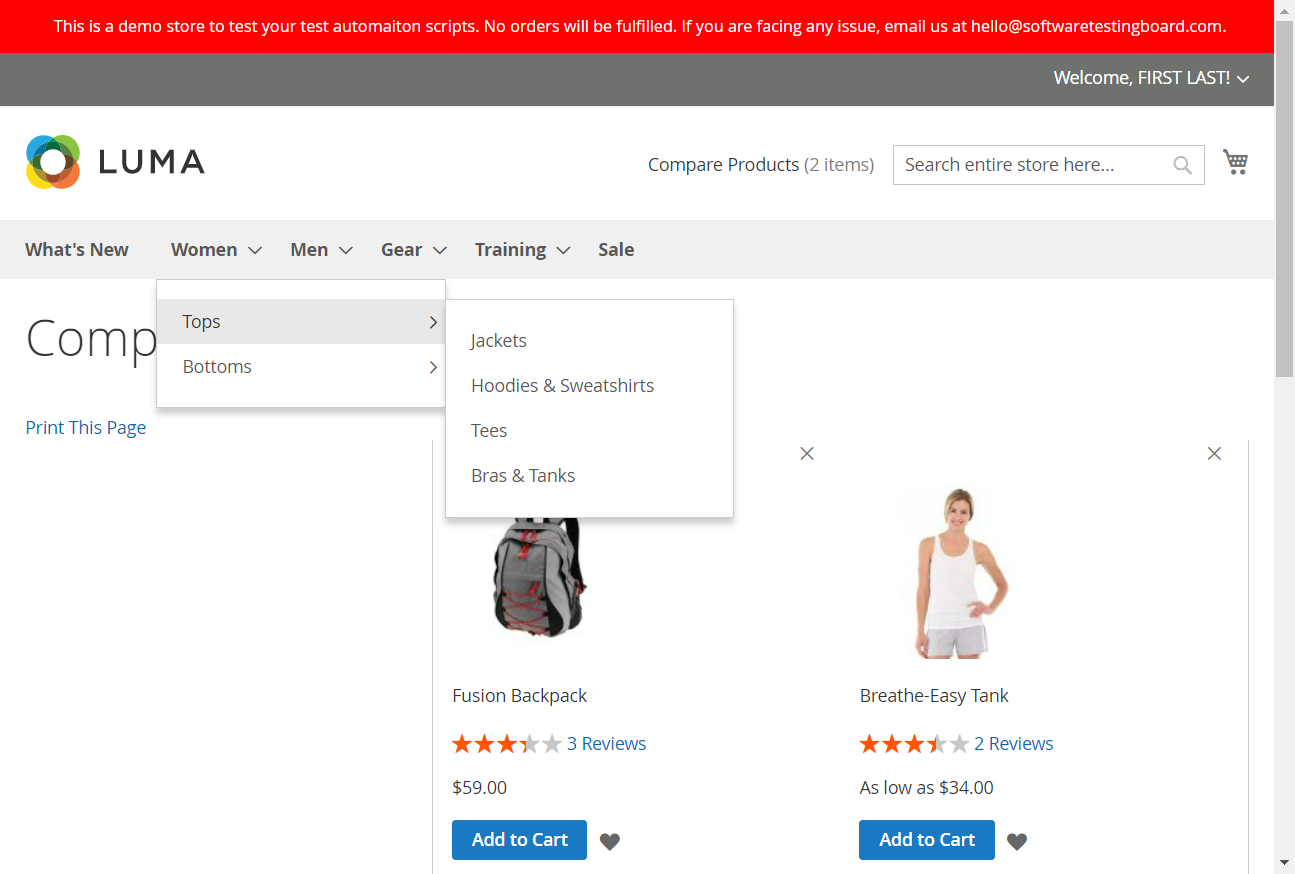 This is a demo store to test your test automaiton scripts. No orders will be fulfilled. If you are facing any issue, email us at hello@softwaretestingboard.com.
Welcome, FIRST LAST!
LUMA
Compare Products (2 items)
Search entire store here...
What's New
Women
Men
Gear
Training
Sale
Comp
Tops
Bottoms
Jackets
Hoodies & Sweatshirts
Tees
Bras & Tanks
Print This Page
Fusion Backpack
Breathe-Easy Tank
3 Reviews
2 Reviews
$59.00
As low as $34.00
Add to Cart
Add to Cart